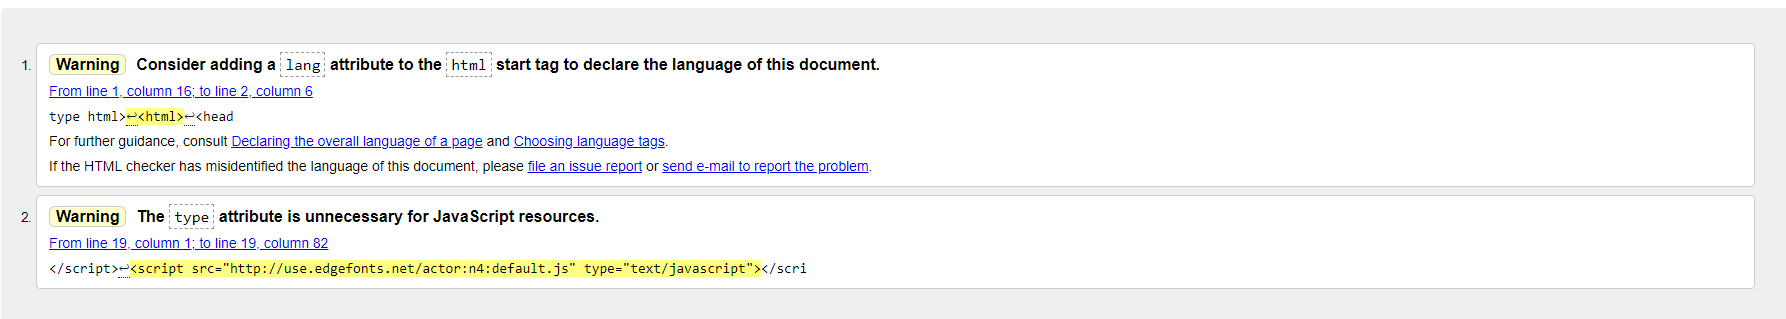 1. Warning Consider adding a lang attribute to the html start tag to declare the language of this document.
From line 1, column 16; to line 2, column 6
type html>↩<html>↩<head
For further guidance, consult Declaring the overall language of a page and Choosing language tags.
If the HTML checker has misidentified the language of this document, please file an issue report or send e-mail to report the problem.
2. Warning The type attribute is unnecessary for JavaScript resources.
From line 19, column 1; to line 19, column 82
</script>↩<script src="http://use.edgefonts.net/actor:n4:default.js" type="text/javascript"></scri